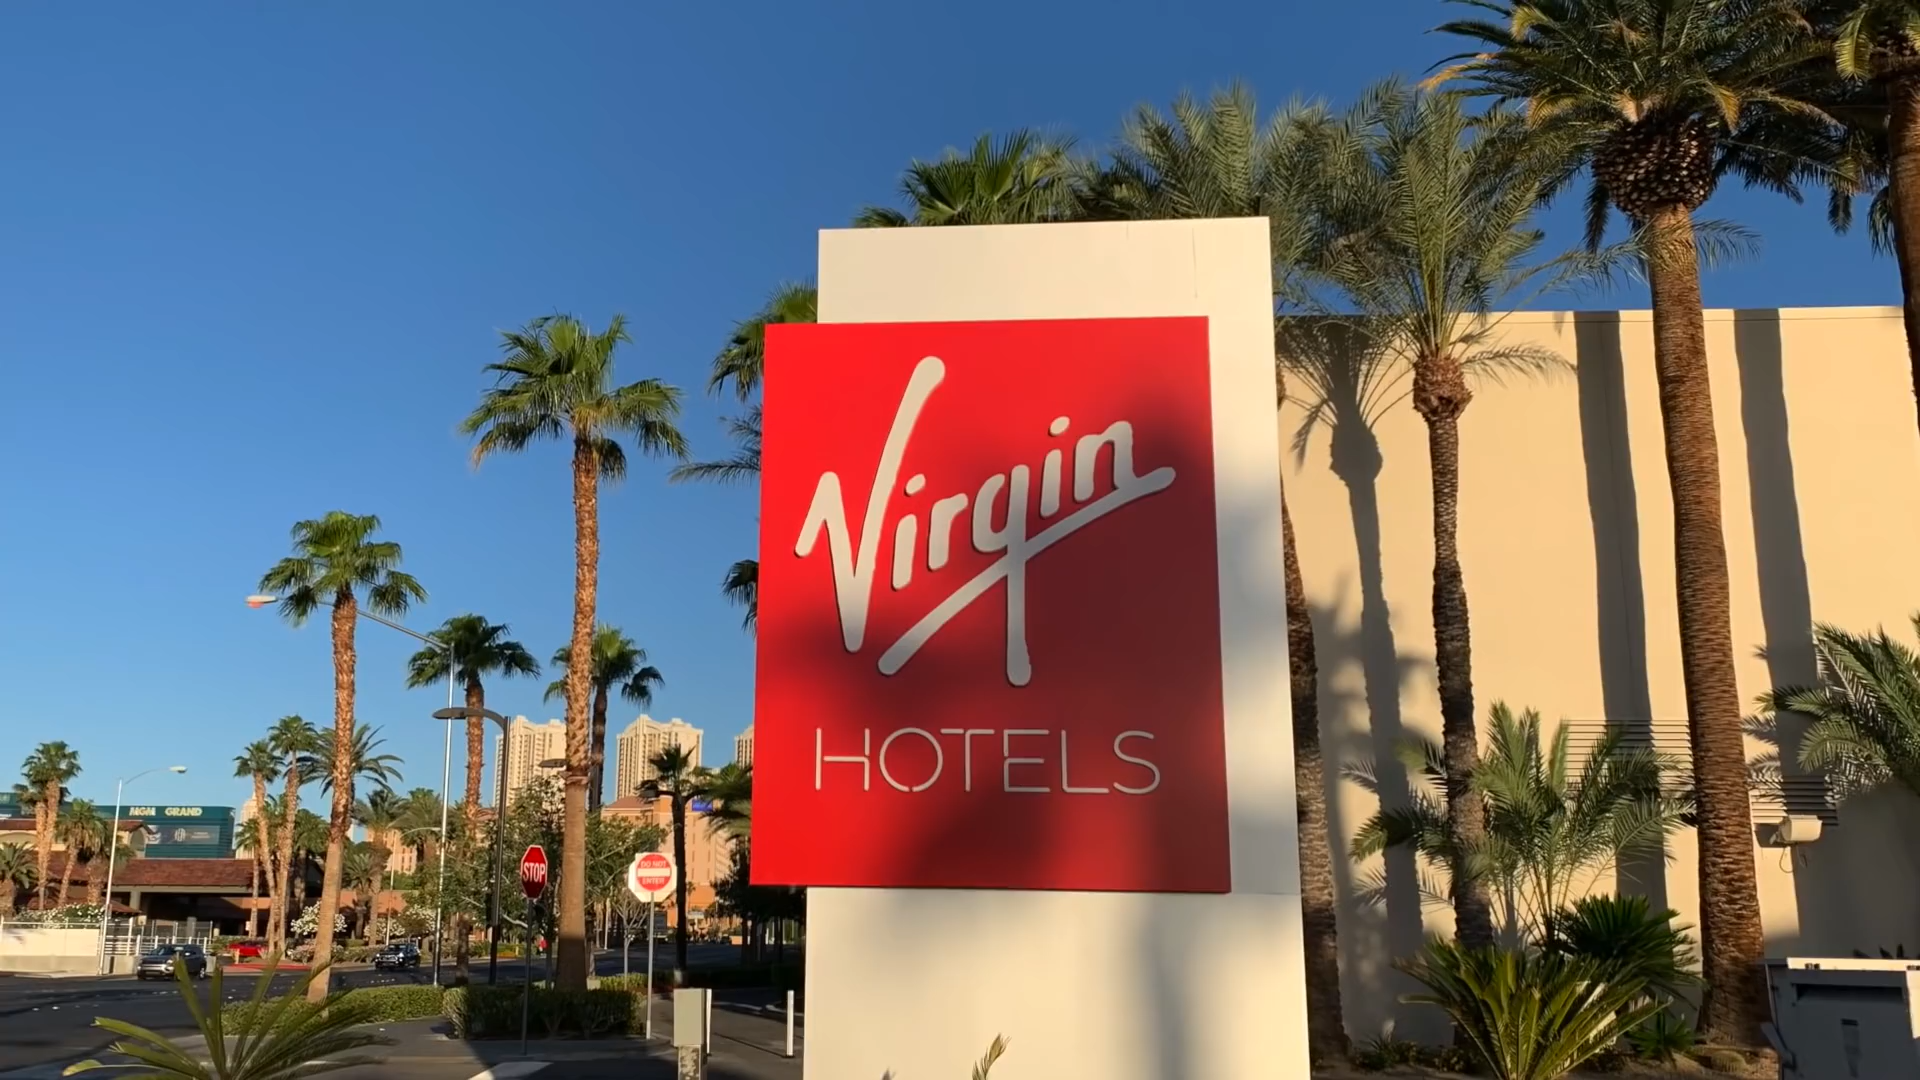 Virgin
HOTELS
MGM GRAND
STOP
DO NOT
ENTER